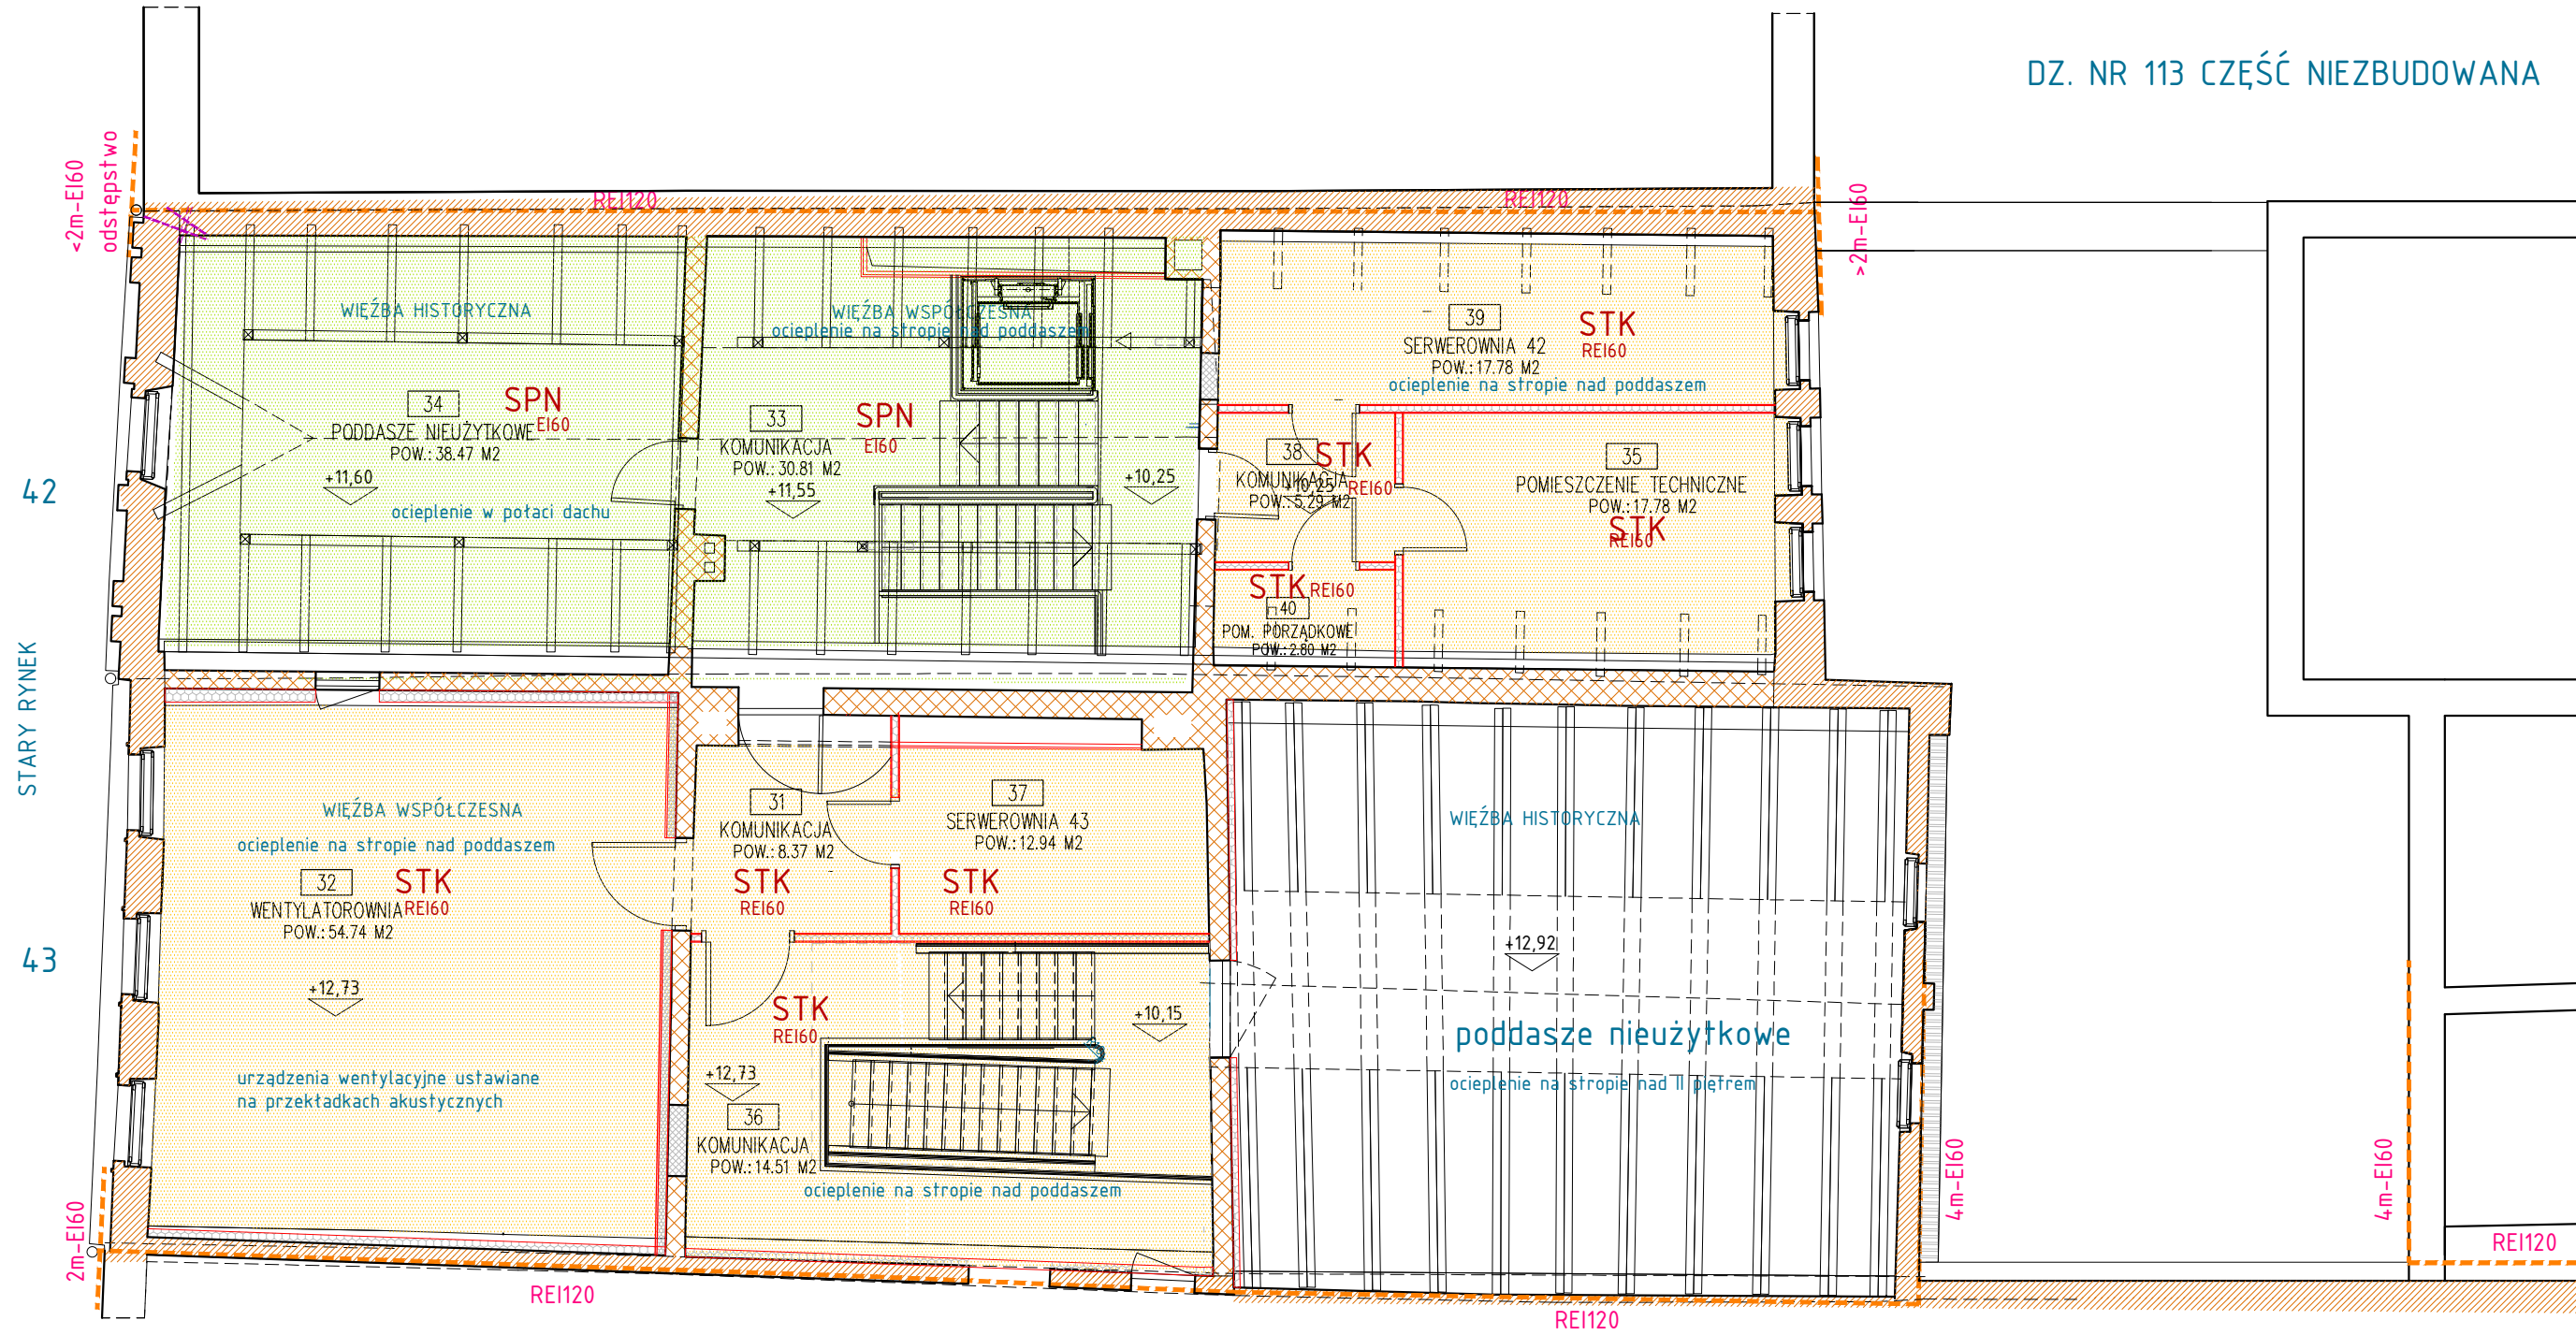 DZ. NR 113 CZĘŚĆ NIEZBUDOWANA
<2m-EI60
odstępstwo
REI120
REI120
>2m-EI60
WIĘŹBA HISTORYCZNA
WIĘŹBA WSPÓŁCZESNA
ocieplenie na stropie nad poddaszem
39
STK
REI60
SERWEROWNIA 42
POW.: 17.78 M2
ocieplenie na stropie nad poddaszem
34
SPN
EI60
PODDASZE NIEUŻYTKOWE
POW.: 38.47 M2
+11,60
ocieplenie w połaci dachu
33
SPN
EI60
KOMUNIKACJA
POW.: 30.81 M2
+11,55
+10,25
38
STK
REI60
KOMUNIKACJA
+10,25
POW.: 5.29 M2
35
POMIESZCZENIE TECHNICZNE
POW.: 17.78 M2
STK
REI60
STK
REI60
40
POM. PORZĄDKOWE
POW.: 2.80 M2
42
STARY RYNEK
43
WIĘŹBA WSPÓŁCZESNA
ocieplenie na stropie nad poddaszem
32
STK
REI60
WENTYLATOROWNIA
POW.: 54.74 M2
+12,73
urządzenia wentylacyjne ustawiane
na przekładkach akustycznych
31
KOMUNIKACJA
POW.: 8.37 M2
STK
REI60
37
SERWEROWNIA 43
POW.: 12.94 M2
STK
REI60
STK
REI60
+10,15
+12,73
36
KOMUNIKACJA
POW.: 14.51 M2
ocieplenie na stropie nad poddaszem
WIĘŹBA HISTORYCZNA
+12,92
poddasze nieużytkowe
ocieplenie na stropie nad II piętrem
4m-EI60
4m-EI60
REI120
2m-EI60
REI120
REI120